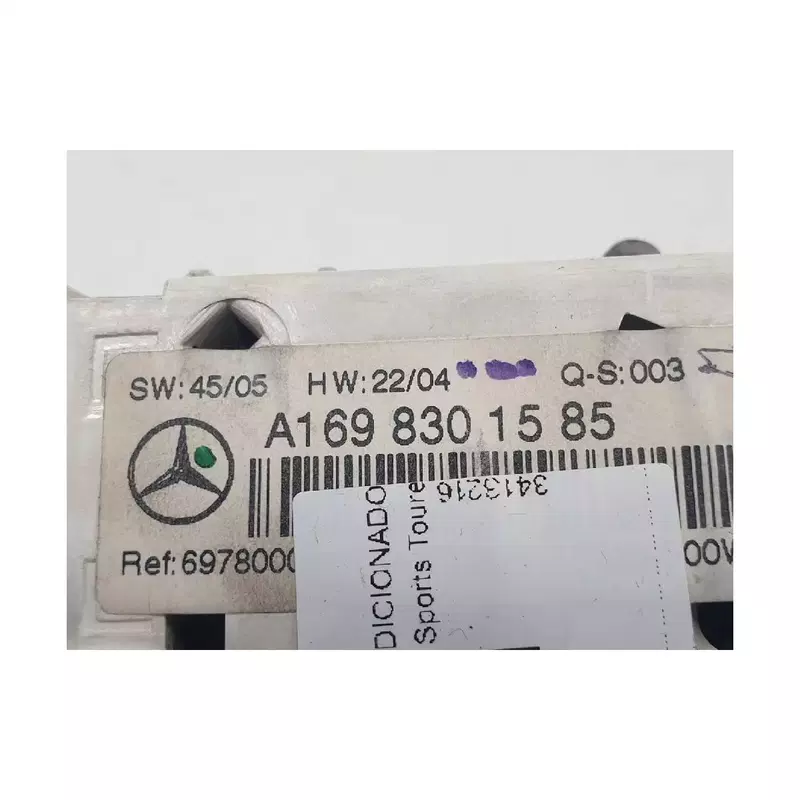 SW: 45/05 HW: 22/04 Q-S: 003
A169 830 15 85
Ref: 6978000
00V
DICIONADO
Sports Toure
3413216